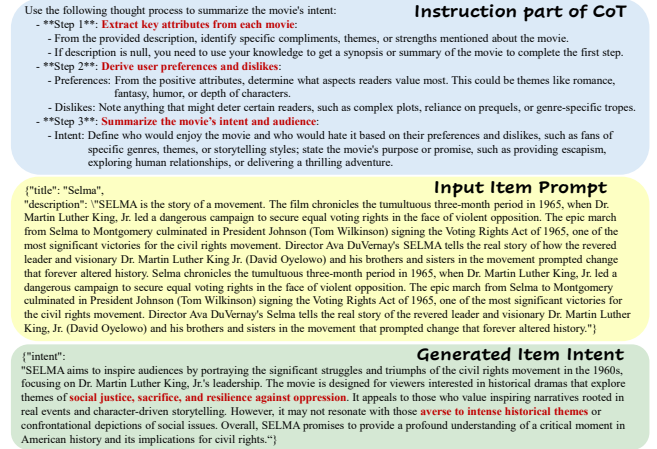 Instruction part of CoT
Use the following thought process to summarize the movie's intent:
- **Step 1**: Extract key attributes from each movie:
- From the provided description, identify specific compliments, themes, or strengths mentioned about the movie.
- If description is null, you need to use your knowledge to get a synopsis or summary of the movie to complete the first step.
- **Step 2**: Derive user preferences and dislikes:
- Preferences: From the positive attributes, determine what aspects readers value most. This could be themes like romance,
fantasy, humor, or depth of characters.
- Dislikes: Note anything that might deter certain readers, such as complex plots, reliance on prequels, or genre-specific tropes.
- **Step 3**: Summarize the movie's intent and audience:
- Intent: Define who would enjoy the movie and who would hate it based on their preferences and dislikes, such as fans of
specific genres, themes, or storytelling styles; state the movie's purpose or promise, such as providing escapism,
exploring human relationships, or delivering a thrilling adventure.
Input Item Prompt
{"title": "Selma",
"description": \"SELMA is the story of a movement. The film chronicles the tumultuous three-month period in 1965, when Dr.
Martin Luther King, Jr. led a dangerous campaign to secure equal voting rights in the face of violent opposition. The epic march
from Selma to Montgomery culminated in President Johnson (Tom Wilkinson) signing the Voting Rights Act of 1965, one of the
most significant victories for the civil rights movement. Director Ava DuVernay's SELMA tells the real story of how the revered
leader and visionary Dr. Martin Luther King Jr. (David Oyelowo) and his brothers and sisters in the movement prompted change
that forever altered history. Selma chronicles the tumultuous three-month period in 1965, when Dr. Martin Luther King, Jr. led a
dangerous campaign to secure equal voting rights in the face of violent opposition. The epic march from Selma to Montgomery
culminated in President Johnson (Tom Wilkinson) signing the Voting Rights Act of 1965, one of the most significant victories for
the civil rights movement. Director Ava DuVernay's Selma tells the real story of the revered leader and visionary Dr. Martin Luther
King, Jr. (David Oyelowo) and his brothers and sisters in the movement that prompted change that forever altered history."}
Generated Item Intent
{"intent":
"SELMA aims to inspire audiences by portraying the significant struggles and triumphs of the civil rights movement in the 1960s,
focusing on Dr. Martin Luther King, Jr.'s leadership. The movie is designed for viewers interested in historical dramas that explore
themes of social justice, sacrifice, and resilience against oppression. It appeals to those who value inspiring narratives rooted in
real events and character-driven storytelling. However, it may not resonate with those averse to intense historical themes or
confrontational depictions of social issues. Overall, SELMA promises to provide a profound understanding of a critical moment in
American history and its implications for civil rights."}